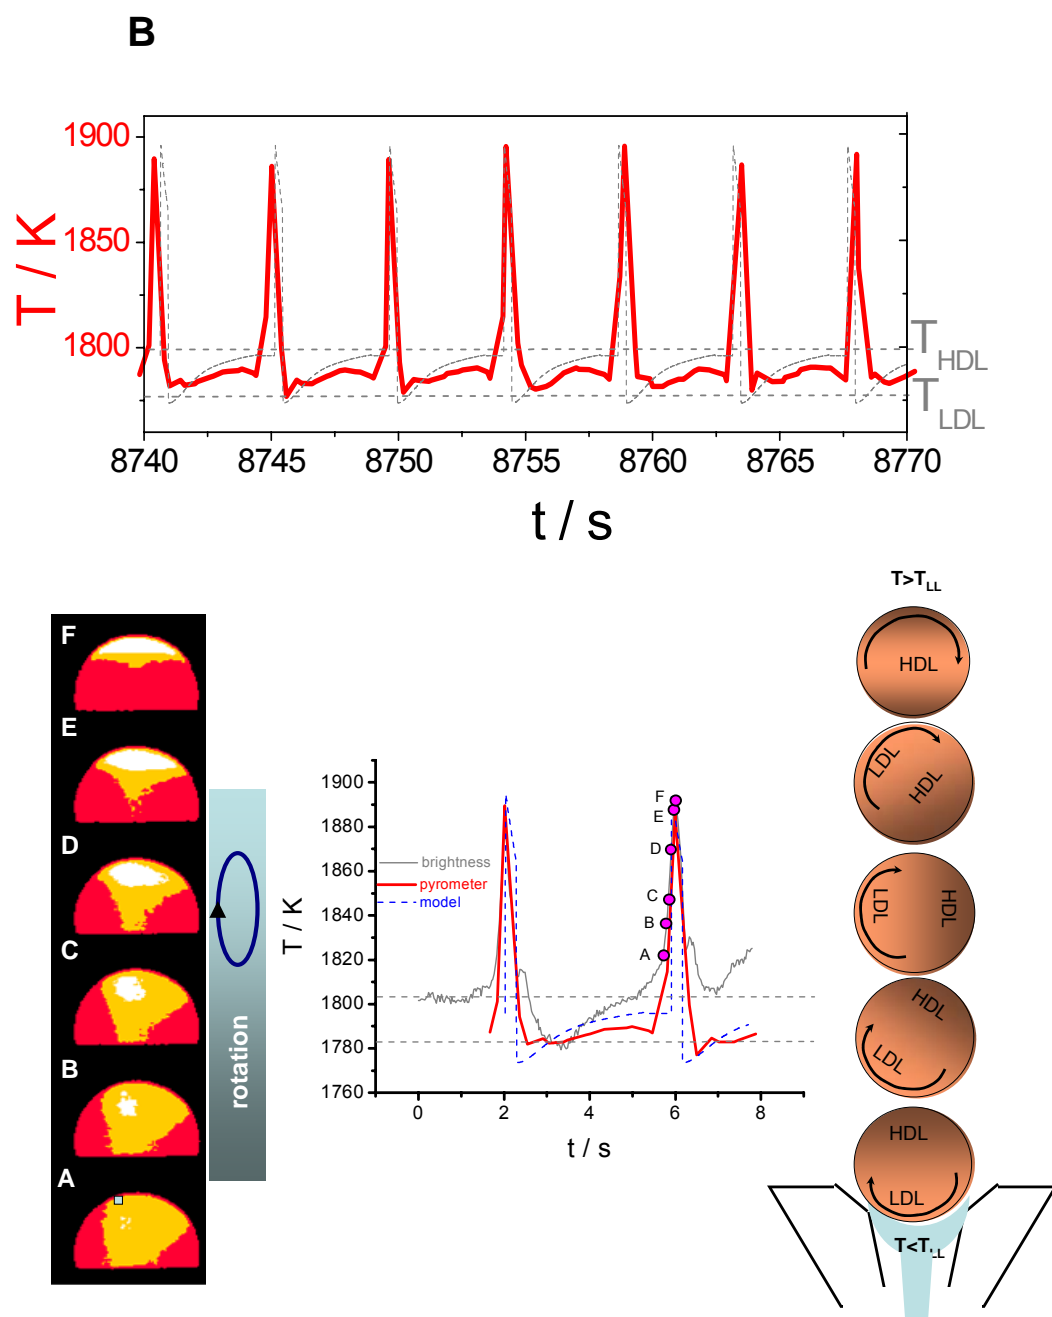 B
T / K
1900
1850
1800
T HDL
T LDL
8740 8745 8750 8755 8760 8765 8770
t / s
F
E
D
C
B
A
rotation
T / K
1900
1880
1860
1840
1820
1800
1780
1760
brightness
pyrometer
model
F
E
D
C
B
A
0 2 4 6 8
t / s
T>TLL
HDL
LDL
HDL
LDL
HDL
HDL
LDL
HDL
LDL
T<TLL